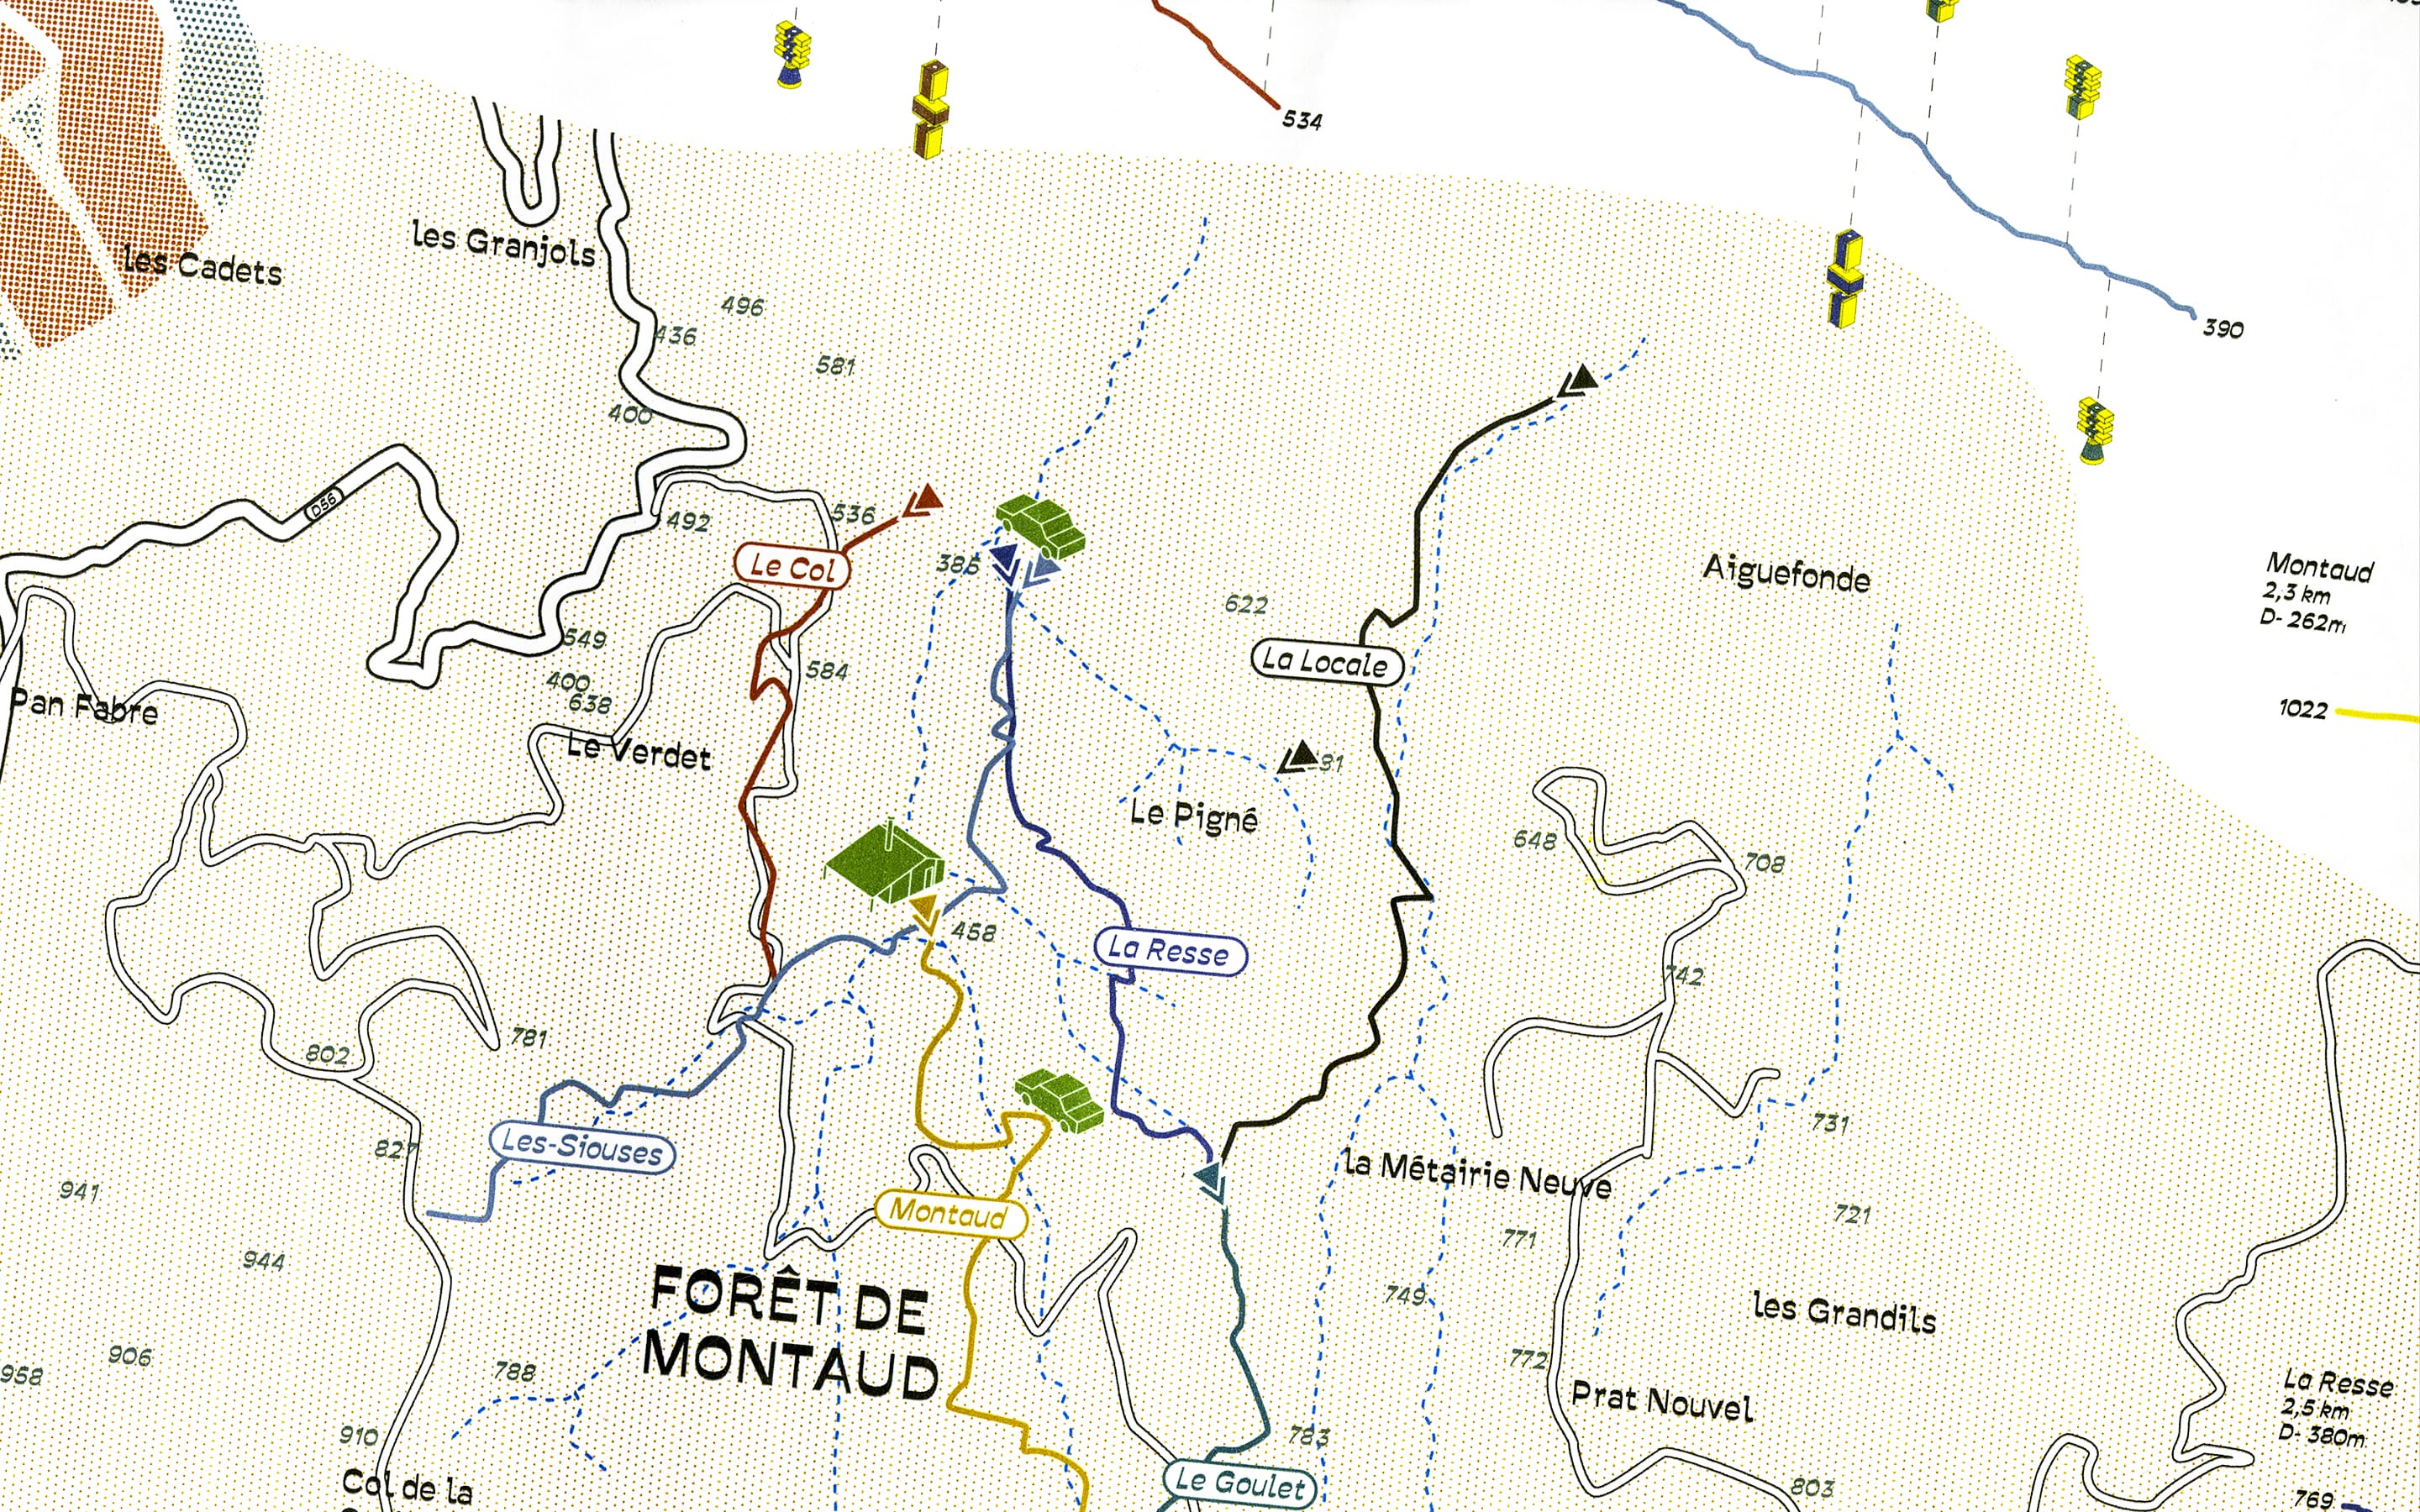 534
390
les Granjols
les Cadets
496
436
581
400
D56
492
536
Le Col
385
Aiguefonde
Montaud
2,3 km
D- 262m
622
549
584
La Locale
400
638
Pan Fabre
Le Verdet
1022
Le Pigné
648
708
458
La Resse
742
781
802
731
827
Les-Siouses
la Métairie Neuve
941
Montaud
721
771
944
FORÊT DE
MONTAUD
749
les Grandils
906
958
788
772
Prat Nouvel
La Resse
2,5 km
D- 380m
910
783
Col de la
Le Goulet
803
769